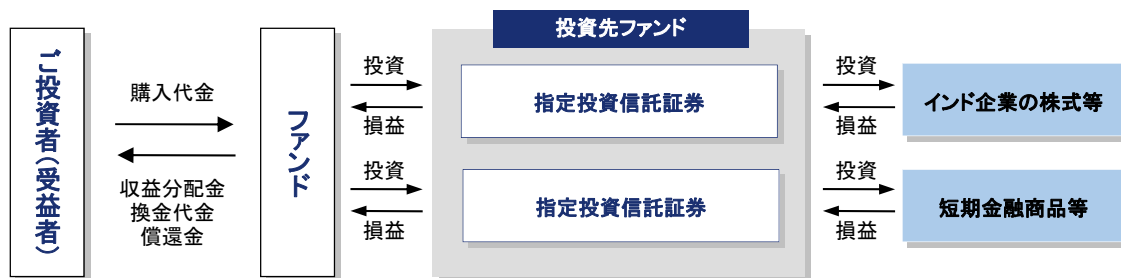 ご投資者(受益者)
購入代金
収益分配金
換金代金
償還金
ファンド
投資
損益
投資
損益
投資先ファンド
指定投資信託証券
指定投資信託証券
投資
損益
投資
損益
インド企業の株式等
短期金融商品等